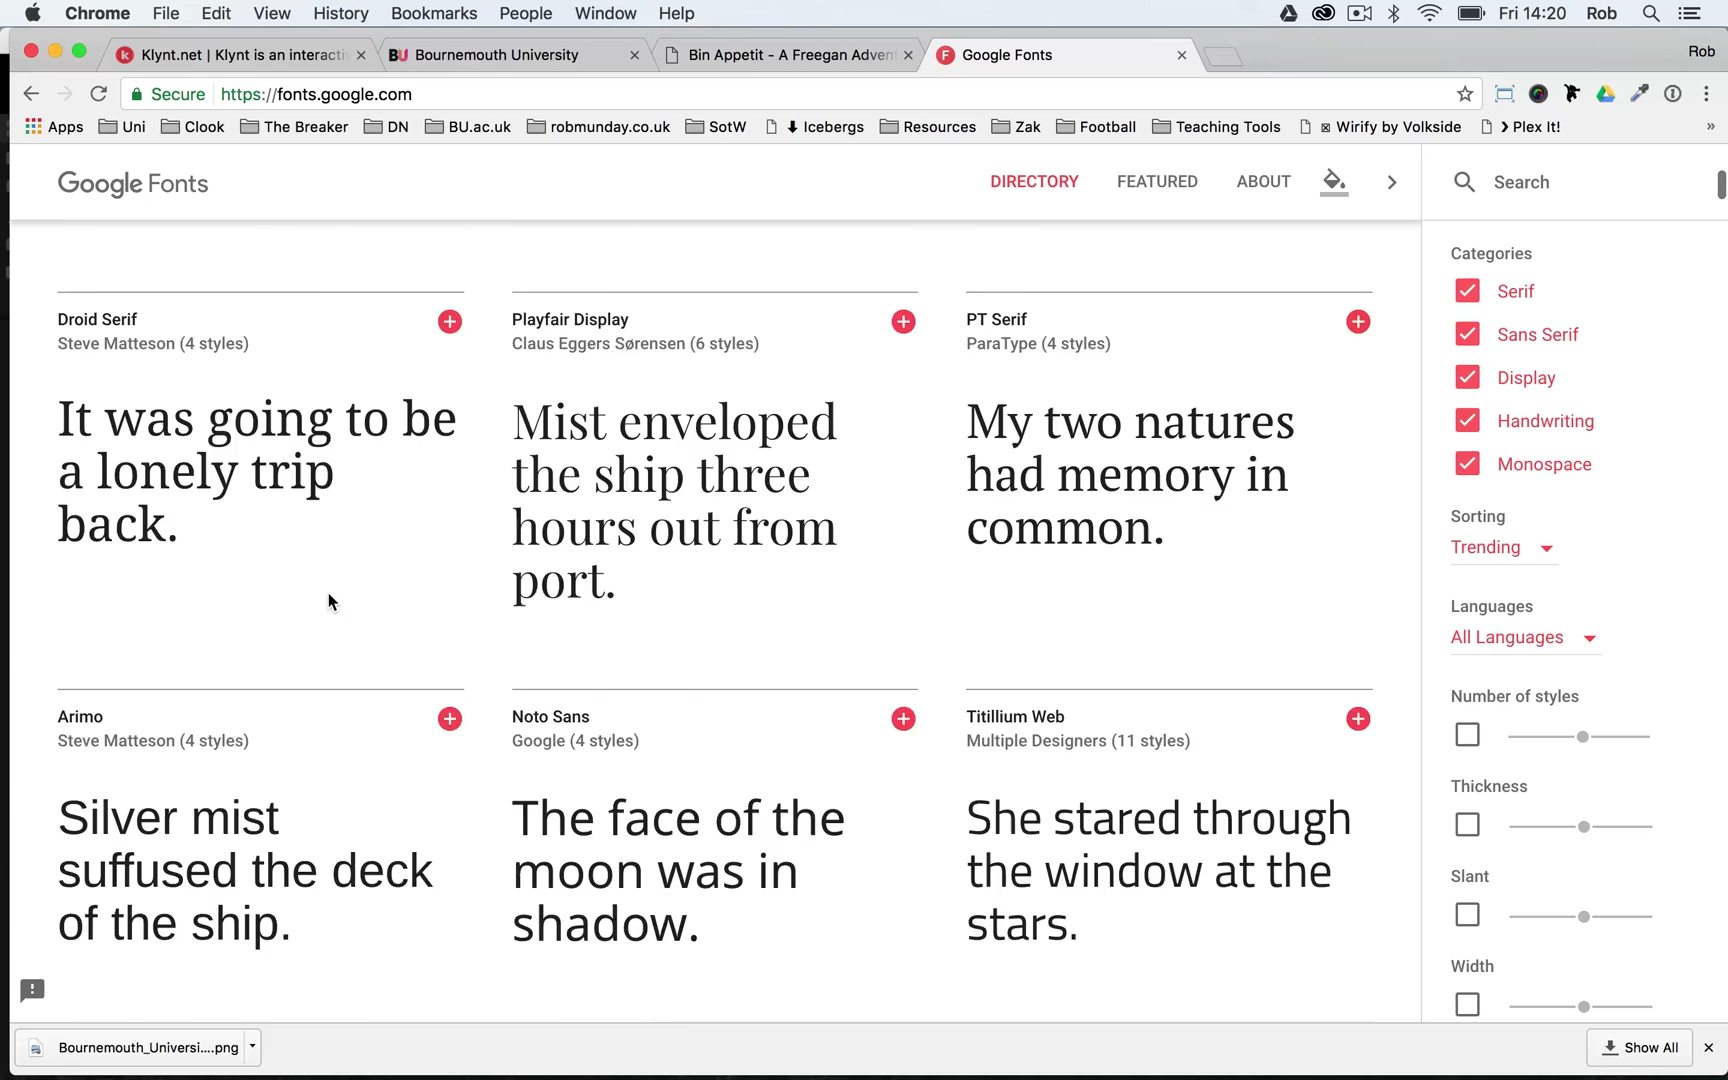 Chrome File Edit View History Bookmarks People Window Help Fri 14:20 Rob
Klynt.net | Klynt is an interacti Bournemouth University Bin Appetit - A Freegan Adven Google Fonts Rob
Secure https://fonts.google.com
Apps Uni Clook The Breaker DN BU.ac.uk robmunday.co.uk SotW ⬇ Icebergs Resources Zak Football Teaching Tools Wirify by Volkside ❯ Plex It! »
Google Fonts DIRECTORY FEATURED ABOUT Search
Categories
Serif
Sans Serif
Display
Handwriting
Monospace
Sorting
Trending
Languages
All Languages
Number of styles
Thickness
Slant
Width
Droid Serif
Steve Matteson (4 styles)
It was going to be
a lonely trip
back.
Playfair Display
Claus Eggers Sørensen (6 styles)
Mist enveloped
the ship three
hours out from
port.
PT Serif
ParaType (4 styles)
My two natures
had memory in
common.
Arimo
Steve Matteson (4 styles)
Silver mist
suffused the deck
of the ship.
Noto Sans
Google (4 styles)
The face of the
moon was in
shadow.
Titillium Web
Multiple Designers (11 styles)
She stared through
the window at the
stars.
Bournemouth_Universi....png Show All